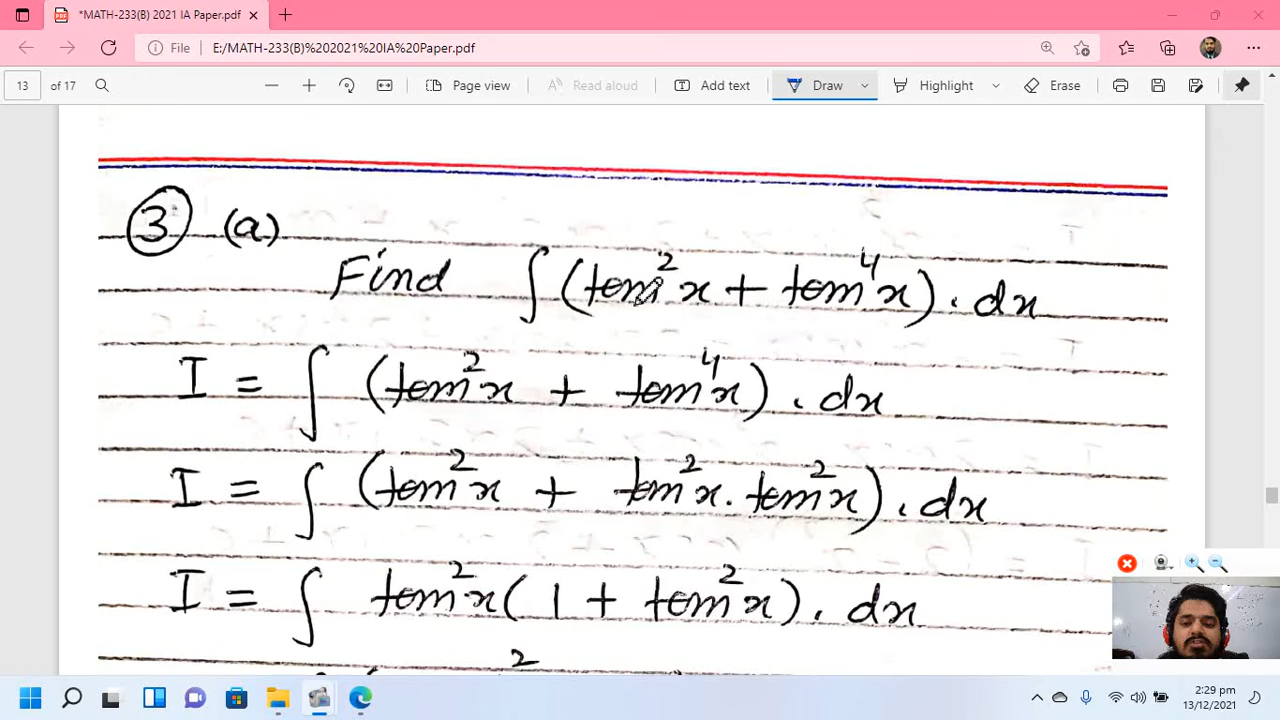 *MATH-233(B) 2021 IA Paper.pdf
File E:/MATH-233(B)%202021%20IA%20Paper.pdf
13 of 17 Page view Read aloud Add text Draw Highlight Erase
3 (a)
Find ∫(tan²x + tan⁴x).dx
I = ∫ (tan²x + tan⁴x).dx
I = ∫ (tan²x + tan²x.tan²x).dx
I = ∫ tan²x(1 + tan²x).dx
2:29 pm
13/12/2021